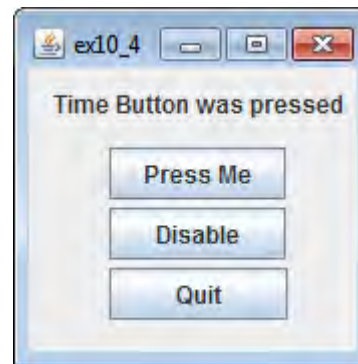 ex10_4
Time Button was pressed
Press Me
Disable
Quit